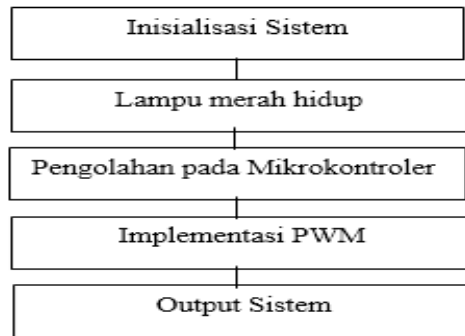 Inisialisasi Sistem
Lampu merah hidup
Pengolahan pada Mikrokontroler
Implementasi PWM
Output Sistem